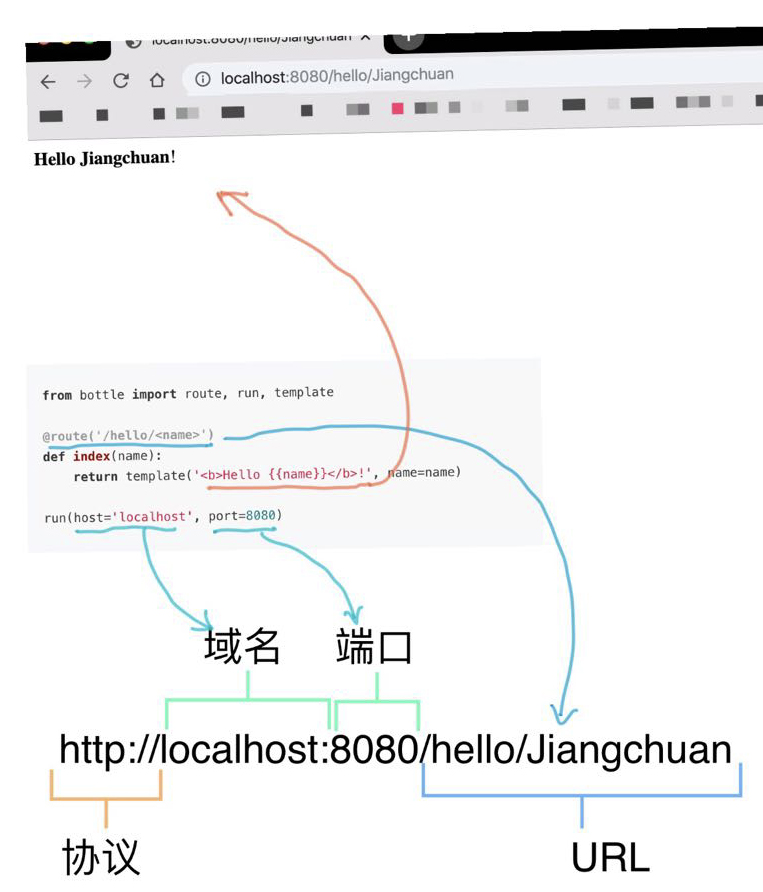 localhost:8080/hello/Jiangchuan
localhost:8080/hello/Jiangchuan
Hello Jiangchuan!
from bottle import route, run, template
@route('/hello/<name>')
def index(name):
    return template('<b>Hello {{name}}</b>!', name=name)
run(host='localhost', port=8080)
域名 端口
http://localhost:8080/hello/Jiangchuan
协议 URL